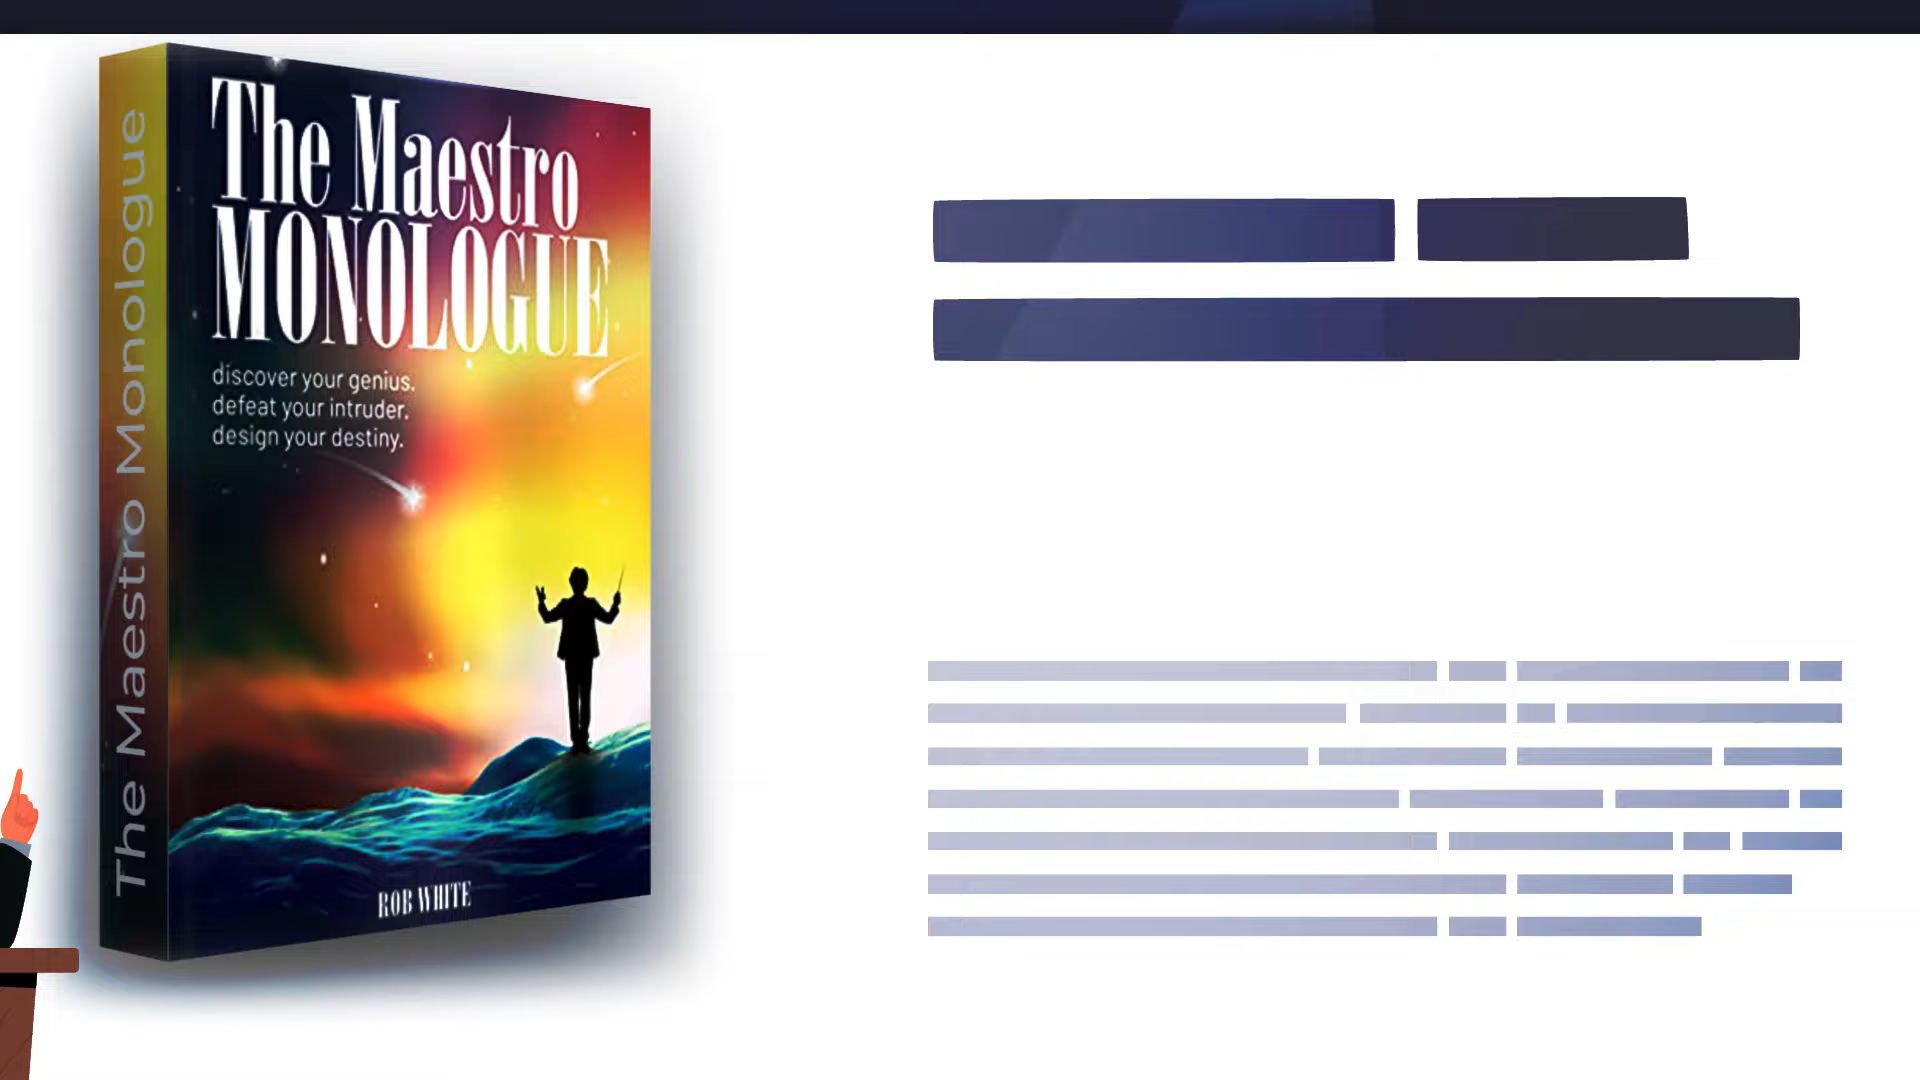 The Maestro Monologue
The Maestro
MONOLOGUE
discover your genius.
defeat your intruder.
design your destiny.
ROB WHITE